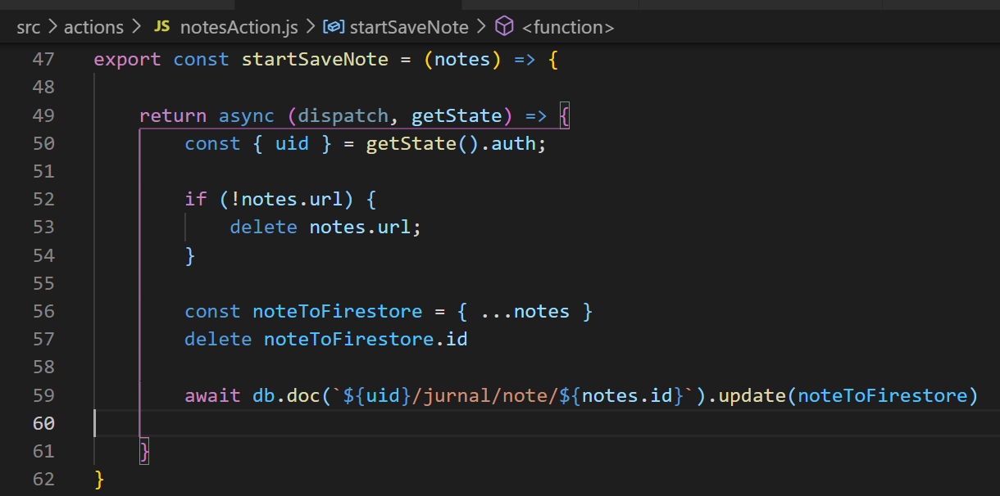 src > actions > JS notesAction.js > startSaveNote > <function>
47 export const startSaveNote = (notes) => {
48
49 return async (dispatch, getState) => {
50 const { uid } = getState().auth;
51
52 if (!notes.url) {
53 delete notes.url;
54 }
55
56 const noteToFirestore = { ...notes }
57 delete noteToFirestore.id
58
59 await db.doc(`${uid}/jurnal/note/${notes.id}`).update(noteToFirestore)
60
61 }
62 }